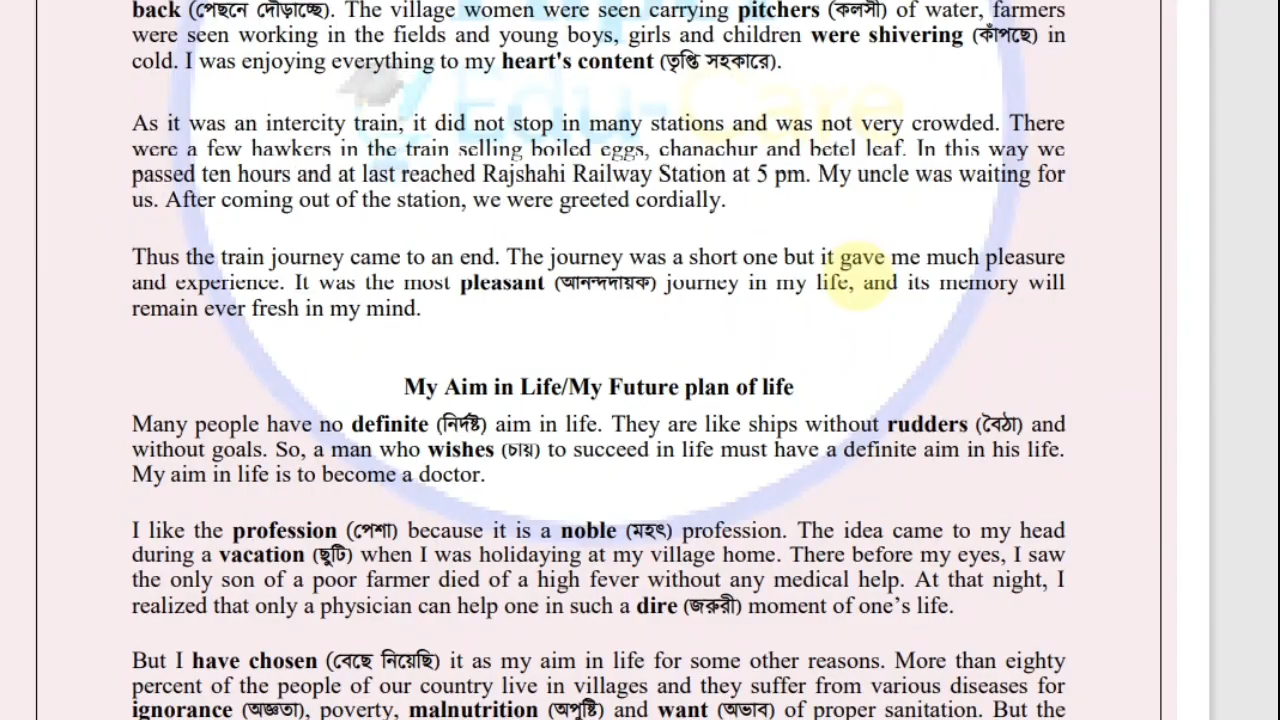 back (পেছনে দৌড়াচ্ছে). The village women were seen carrying pitchers (কলসী) of water, farmers
were seen working in the fields and young boys, girls and children were shivering (কাঁপছে) in
cold. I was enjoying everything to my heart's content (তৃপ্তি সহকারে).
Edu-Care
As it was an intercity train, it did not stop in many stations and was not very crowded. There
were a few hawkers in the train selling boiled eggs, chanachur and betel leaf. In this way we
passed ten hours and at last reached Rajshahi Railway Station at 5 pm. My uncle was waiting for
us. After coming out of the station, we were greeted cordially.
Thus the train journey came to an end. The journey was a short one but it gave me much pleasure
and experience. It was the most pleasant (আনন্দদায়ক) journey in my life, and its memory will
remain ever fresh in my mind.
My Aim in Life/My Future plan of life
Many people have no definite (নির্দিষ্ট) aim in life. They are like ships without rudders (বৈঠা) and
without goals. So, a man who wishes (চায়) to succeed in life must have a definite aim in his life.
My aim in life is to become a doctor.
I like the profession (পেশা) because it is a noble (মহৎ) profession. The idea came to my head
during a vacation (ছুটি) when I was holidaying at my village home. There before my eyes, I saw
the only son of a poor farmer died of a high fever without any medical help. At that night, I
realized that only a physician can help one in such a dire (জরুরী) moment of one’s life.
But I have chosen (বেছে নিয়েছি) it as my aim in life for some other reasons. More than eighty
percent of the people of our country live in villages and they suffer from various diseases for
ignorance (অজ্ঞতা), poverty, malnutrition (অপুষ্টি) and want (অভাব) of proper sanitation. But the